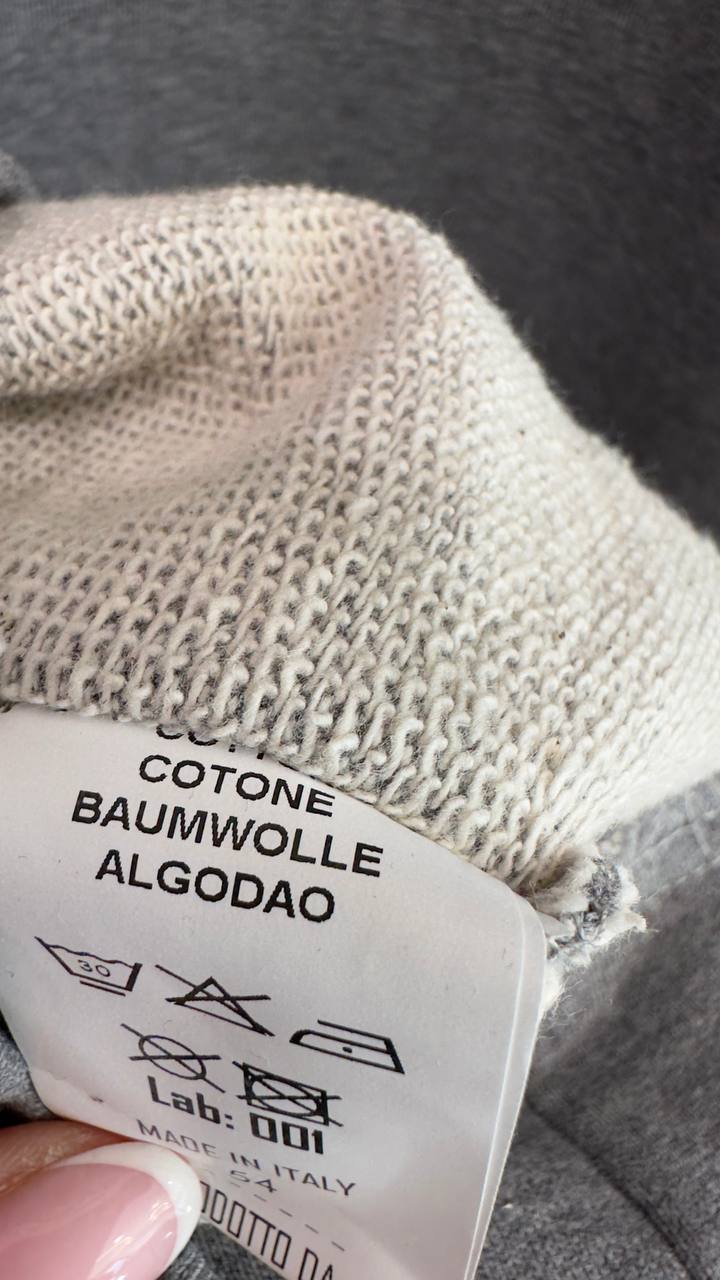 COTONE
BAUMWOLLE
ALGODAO
30
Lab: 001
MADE IN ITALY
54